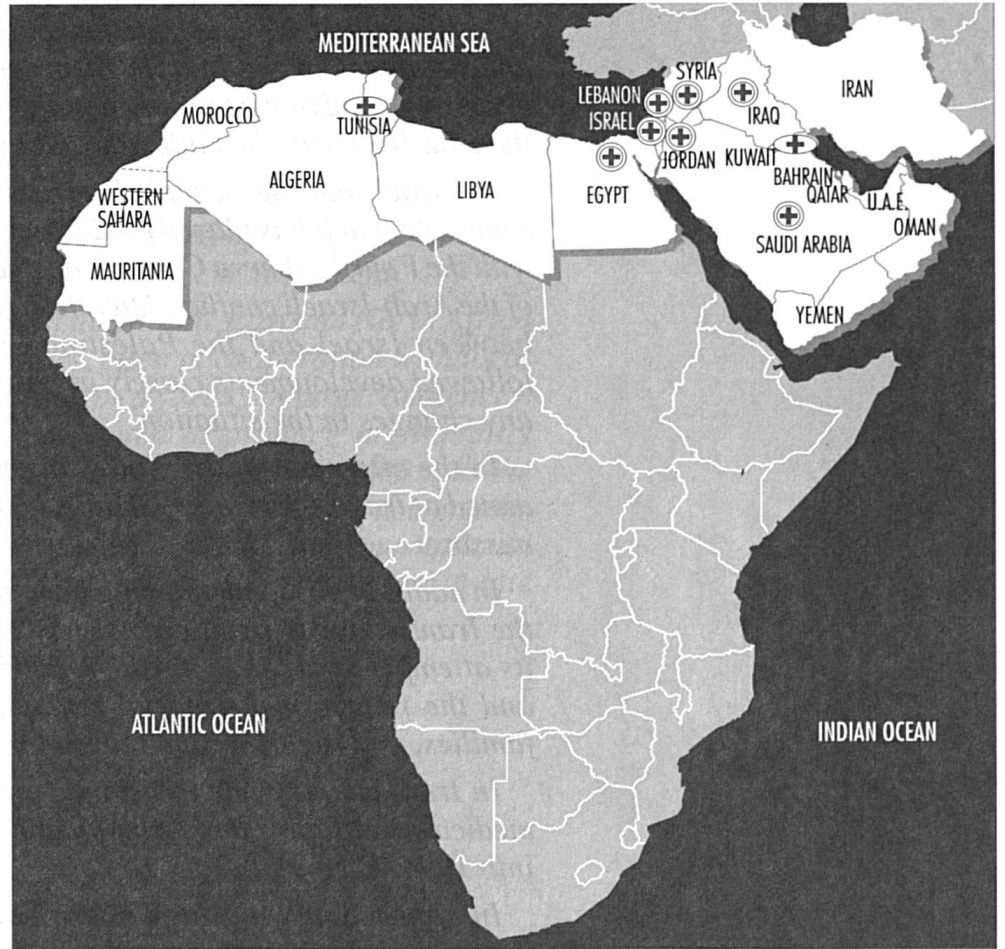 MEDITERRANEAN SEA
SYRIA
LEBANON
IRAN
ISRAEL
IRAQ
MOROCCO
TUNISIA
JORDAN
KUWAIT
ALGERIA
LIBYA
EGYPT
BAHRAIN
QATAR
U.A.E.
WESTERN
SAHARA
OMAN
SAUDI ARABIA
MAURITANIA
YEMEN
ATLANTIC OCEAN
INDIAN OCEAN